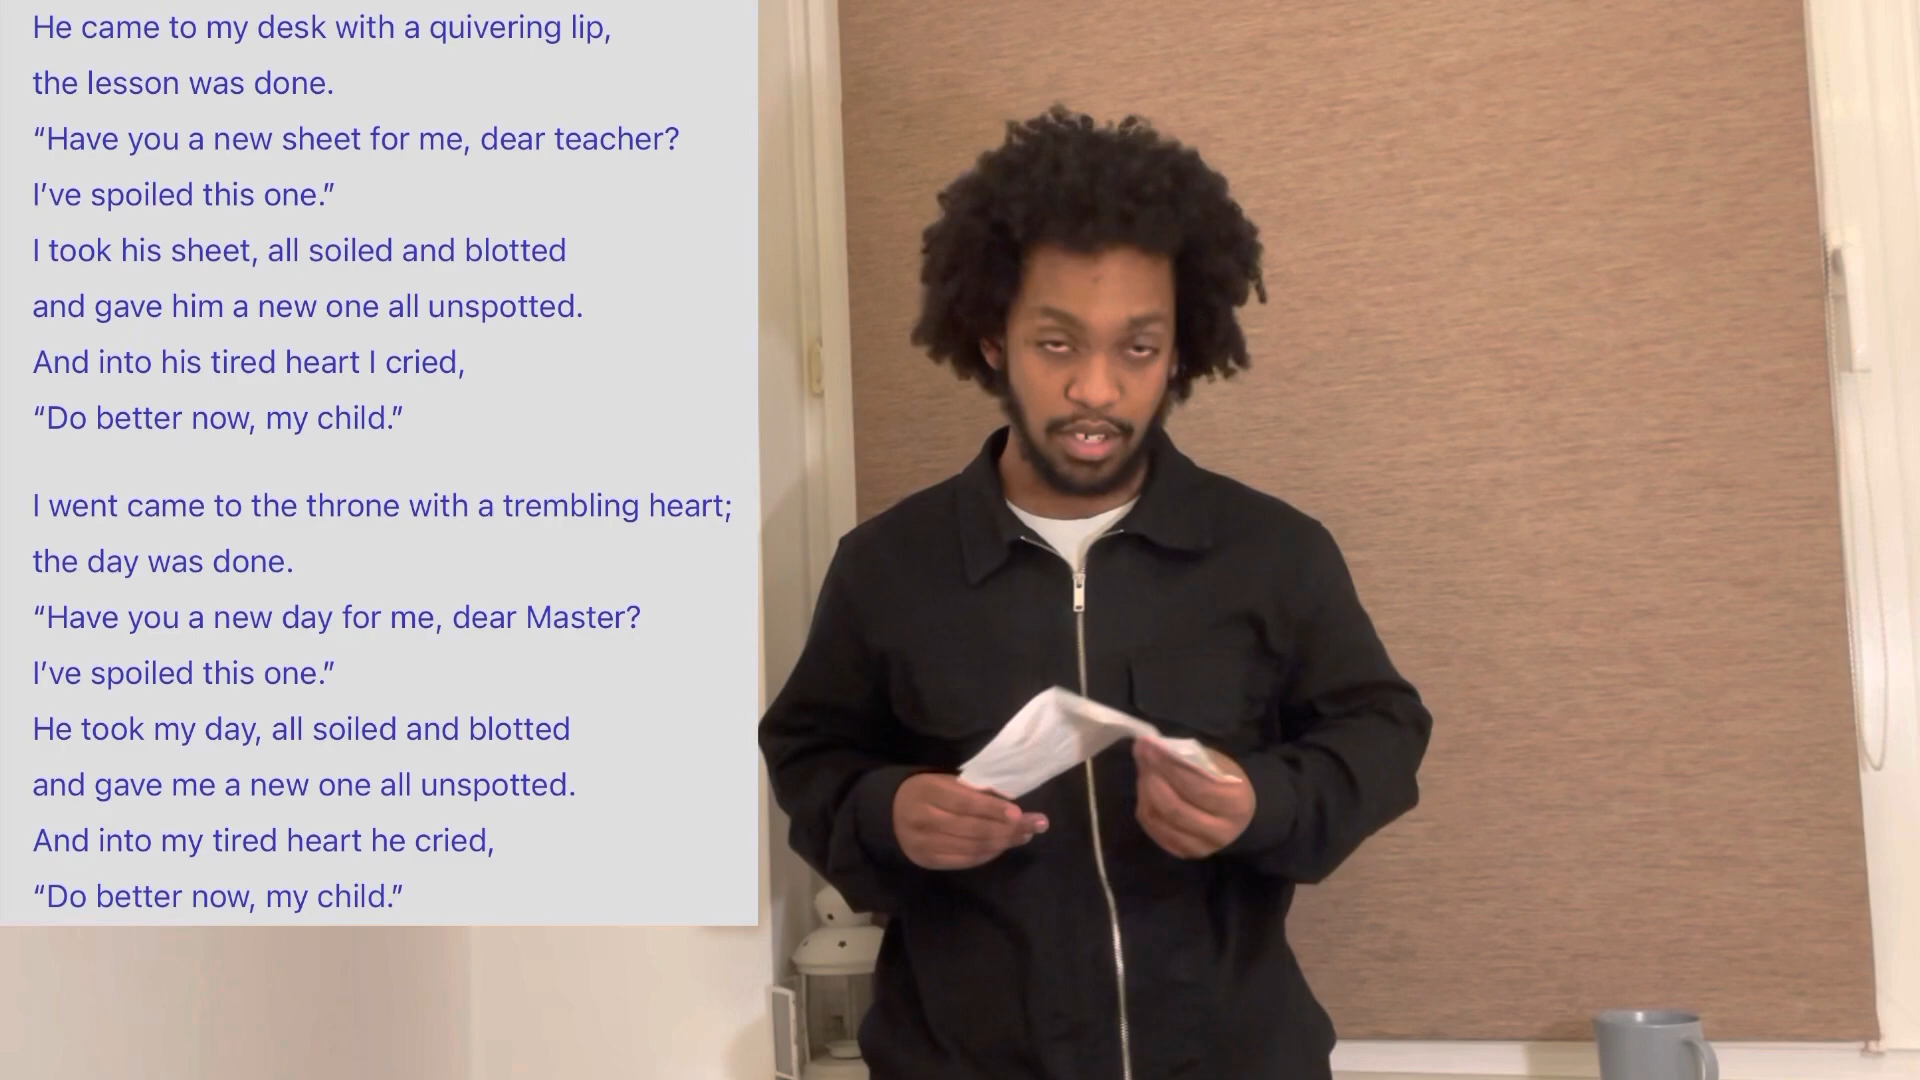 He came to my desk with a quivering lip,
the lesson was done.
“Have you a new sheet for me, dear teacher?
I’ve spoiled this one.”
I took his sheet, all soiled and blotted
and gave him a new one all unspotted.
And into his tired heart I cried,
“Do better now, my child.”
I went came to the throne with a trembling heart;
the day was done.
“Have you a new day for me, dear Master?
I’ve spoiled this one.”
He took my day, all soiled and blotted
and gave me a new one all unspotted.
And into my tired heart he cried,
“Do better now, my child.”